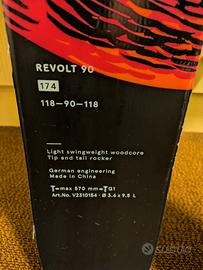 REVOLT 90
174
118-90-118
Light swingweight woodcore
Tip and tail rocker
German engineering
Made in China
T=max 570 mm=TG1
Art.No. V2310154 - Ø 3.6 x 9.5 L
subito